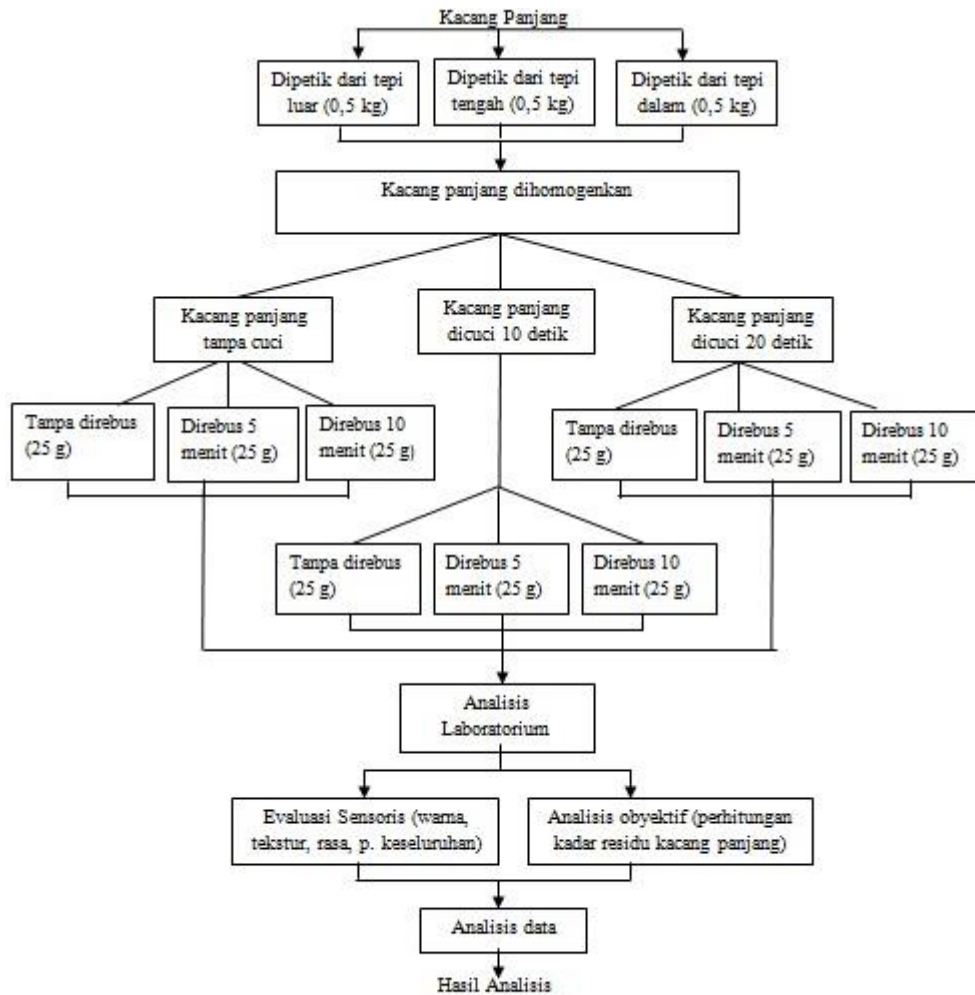 Kacang Panjang
Dipetik dari tepi
luar (0,5 kg)
Dipetik dari tepi
tengah (0,5 kg)
Dipetik dari tepi
dalam (0,5 kg)
Kacang panjang dihomogenkan
Kacang panjang
tanpa cuci
Kacang panjang
dicuci 10 detik
Kacang panjang
dicuci 20 detik
Tanpa direbus
(25 g)
Direbus 5
menit (25 g)
Direbus 10
menit (25 g)
Tanpa direbus
(25 g)
Direbus 5
menit (25 g)
Direbus 10
menit (25 g)
Tanpa direbus
(25 g)
Direbus 5
menit (25 g)
Direbus 10
menit (25 g)
Analisis
Laboratorium
Evaluasi Sensoris (warna,
tekstur, rasa, p. keseluruhan)
Analisis obyektif (perhitungan
kadar residu kacang panjang)
Analisis data
Hasil Analisis